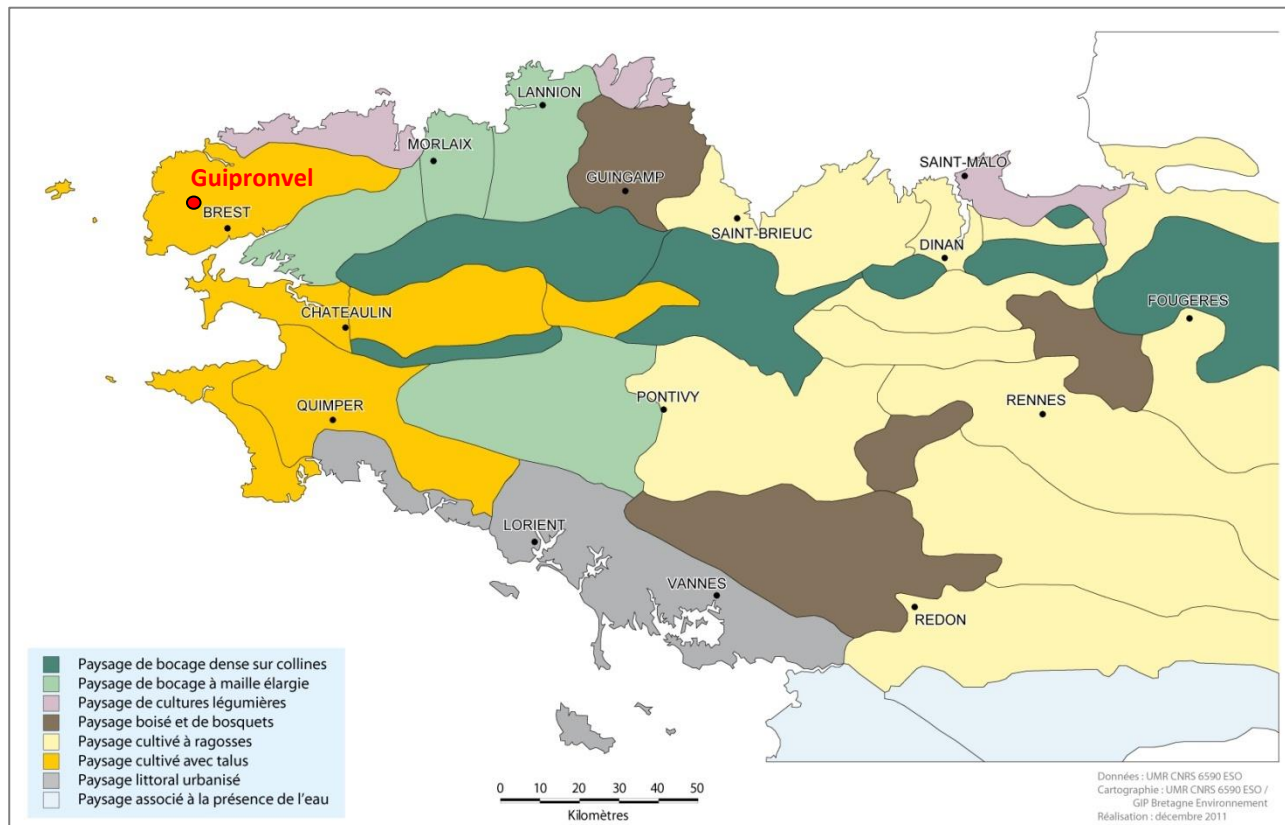 LANNION
MORLAIX
Guipronvel
GUINGAMP
SAINT-MALO
BREST
SAINT-BRIEUC
DINAN
CHATEAULIN
FOUGERES
QUIMPER
PONTIVY
RENNES
LORIENT
VANNES
REDON
Paysage de bocage dense sur collines
Paysage de bocage à maille élargie
Paysage de cultures légumières
Paysage boisé et de bosquets
Paysage cultivé à ragosses
Paysage cultivé avec talus
Paysage littoral urbanisé
Paysage associé à la présence de l'eau
0 10 20 30 40 50
Kilomètres
Données : UMR CNRS 6590 ESO
Cartographie : UMR CNRS 6590 ESO /
GIP Bretagne Environnement
Réalisation : décembre 2011